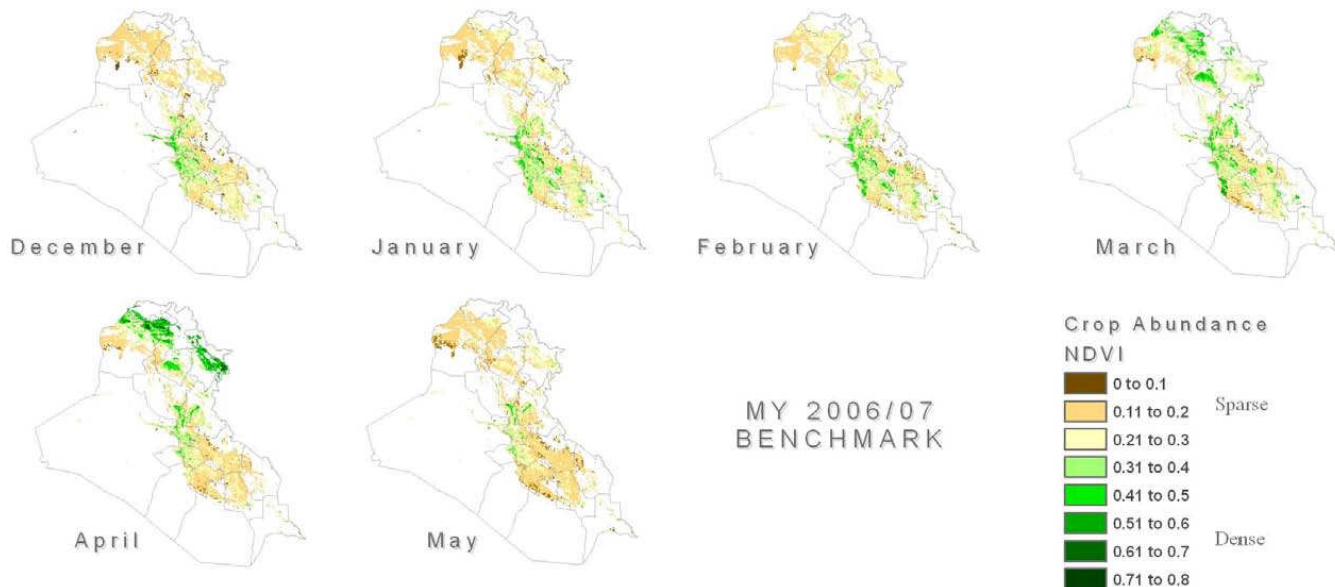 December
January
February
March
April
May
MY 2006/07
BENCHMARK
Crop Abundance
NDVI
0 to 0.1
0.11 to 0.2
Sparse
0.21 to 0.3
0.31 to 0.4
0.41 to 0.5
0.51 to 0.6
Dense
0.61 to 0.7
0.71 to 0.8